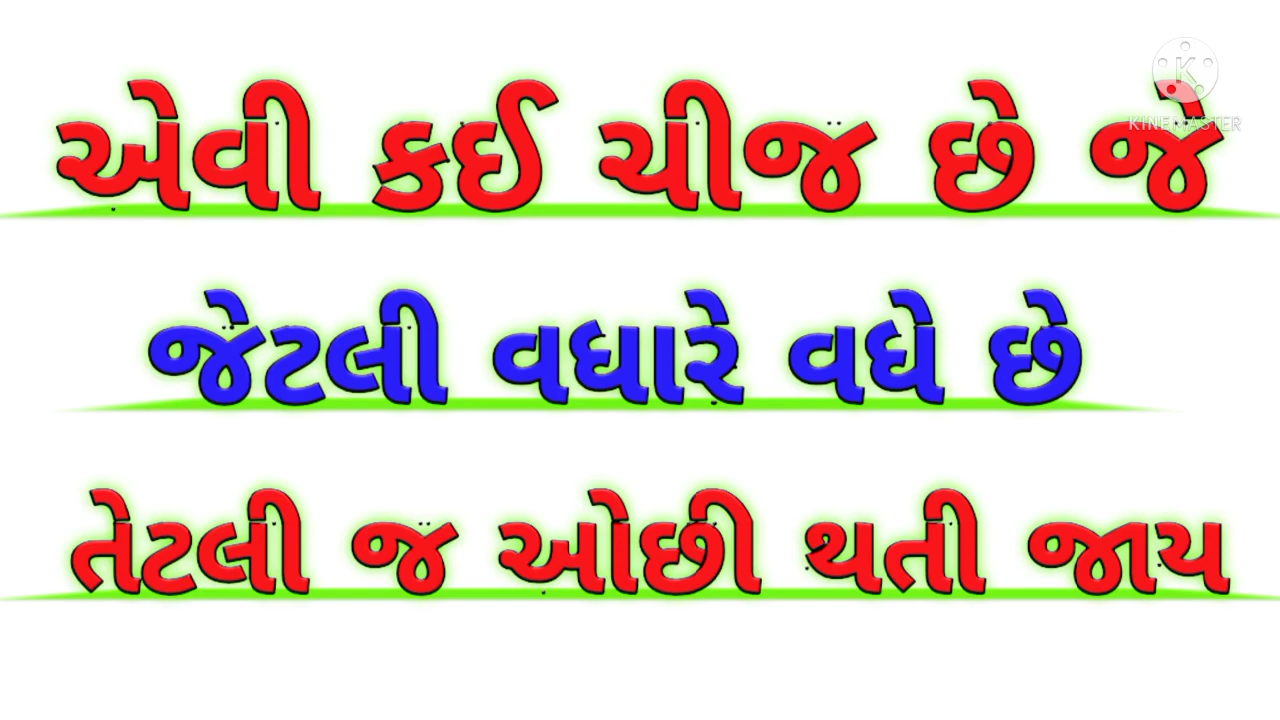 એવી કઈ ચીજ છે જે
જેટલી વધારે વધે છે
તેટલી જ ઓછી થતી જાય
KINEMASTER